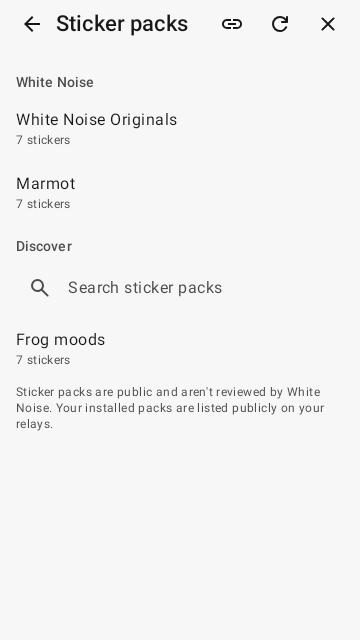 Sticker packs
White Noise
White Noise Originals
7 stickers
Marmot
7 stickers
Discover
Search sticker packs
Frog moods
7 stickers
Sticker packs are public and aren't reviewed by White
Noise. Your installed packs are listed publicly on your
relays.